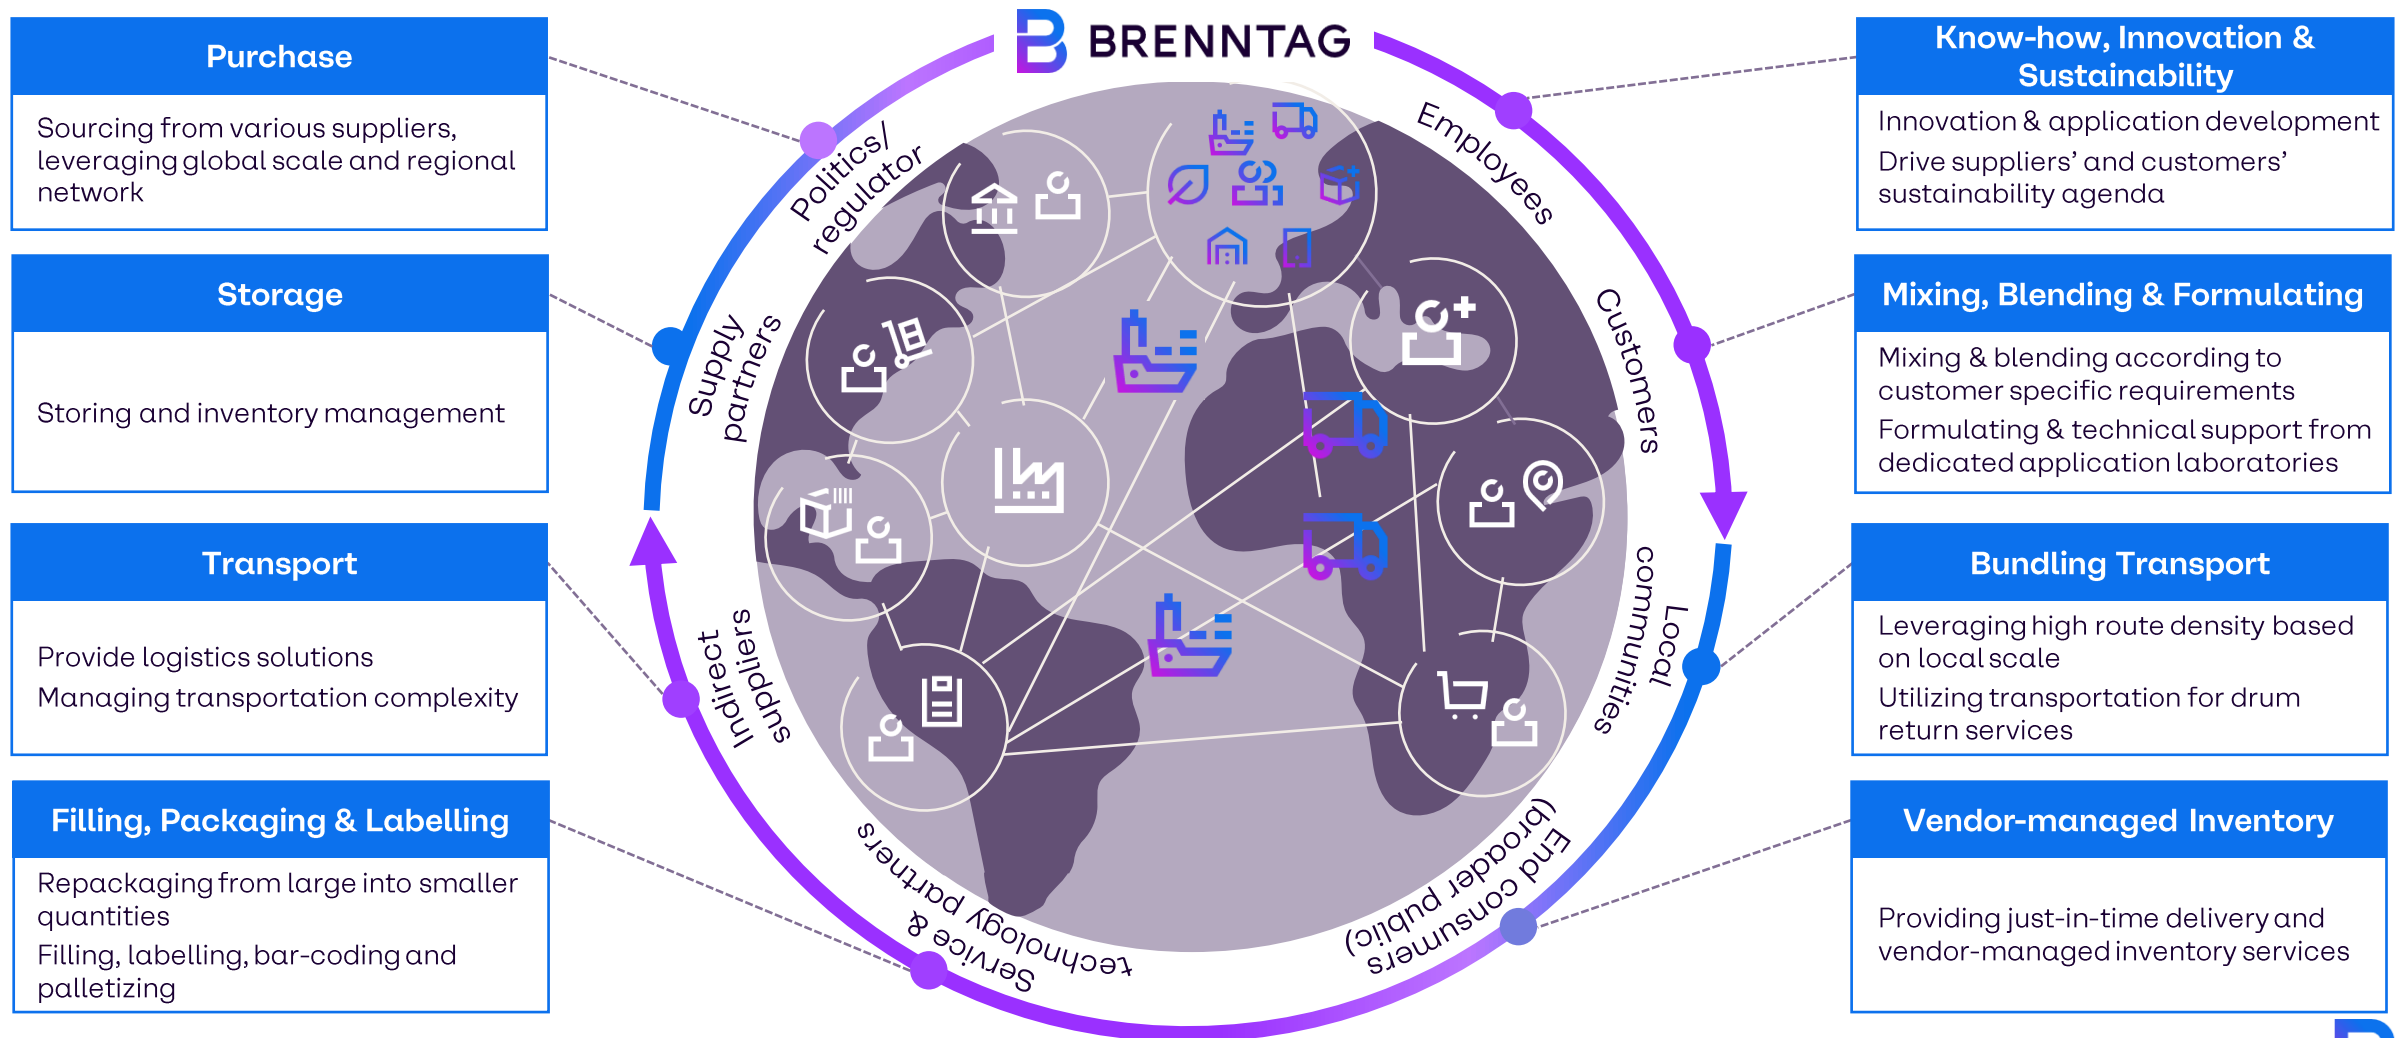 BRENNTAG
Purchase
Sourcing from various suppliers,
leveraging global scale and regional
network
Storage
Storing and inventory management
Transport
Provide logistics solutions
Managing transportation complexity
Filling, Packaging & Labelling
Repackaging from large into smaller
quantities
Filling, labelling, bar-coding and
palletizing
Politics/
regulator
Supply
partners
Indirect
suppliers
Service &
technology partners
Employees
Customers
Local
communities
End consumers
(broader public)
Know-how, Innovation &
Sustainability
Innovation & application development
Drive suppliers’ and customers’
sustainability agenda
Mixing, Blending & Formulating
Mixing & blending according to
customer specific requirements
Formulating & technical support from
dedicated application laboratories
Bundling Transport
Leveraging high route density based
on local scale
Utilizing transportation for drum
return services
Vendor-managed Inventory
Providing just-in-time delivery and
vendor-managed inventory services